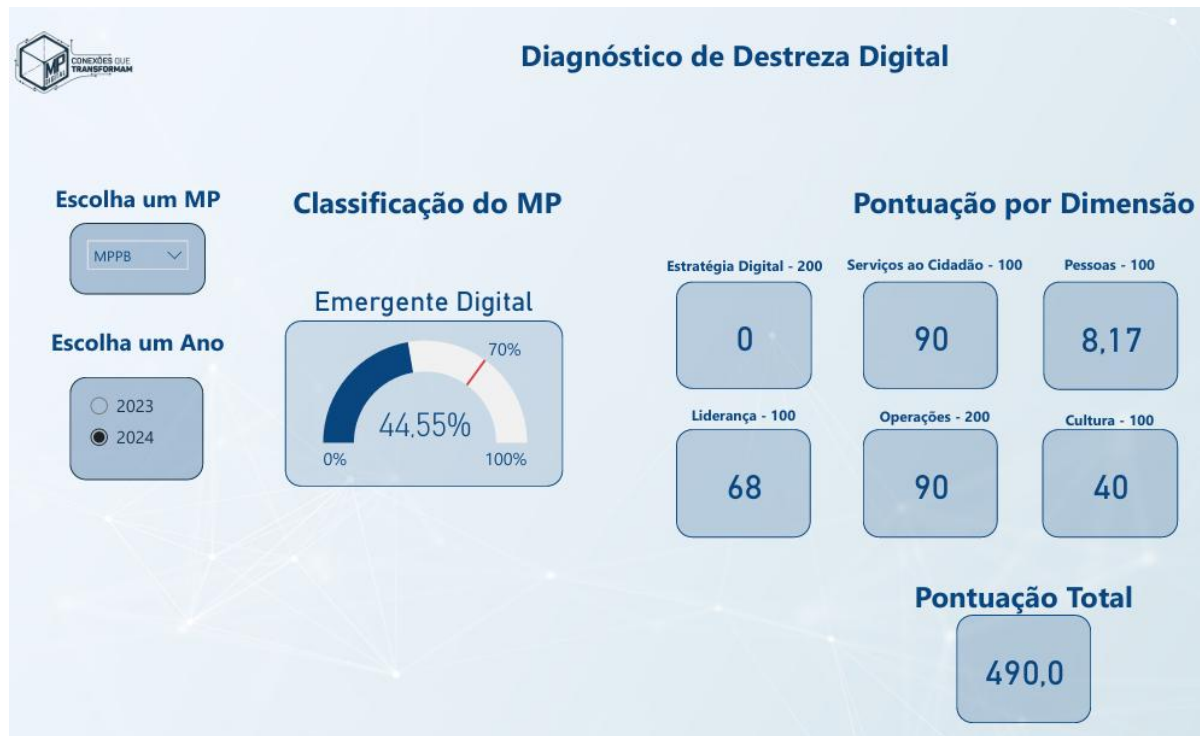 MP
DIGITAL
CONEXÕES QUE
TRANSFORMAM
Diagnóstico de Destreza Digital
Escolha um MP
MPPB
Escolha um Ano
2023
2024
Classificação do MP
Emergente Digital
70%
44,55%
0% 100%
Pontuação por Dimensão
Estratégia Digital - 200 Serviços ao Cidadão - 100 Pessoas - 100
0 90 8,17
Liderança - 100 Operações - 200 Cultura - 100
68 90 40
Pontuação Total
490,0